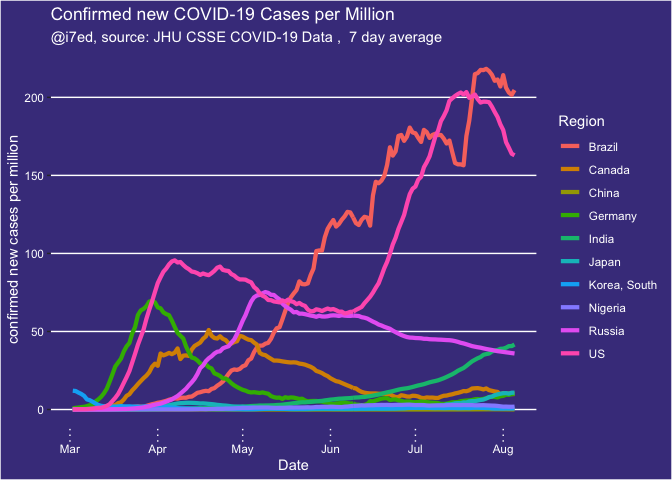 Confirmed new COVID-19 Cases per Million
@i7ed, source: JHU CSSE COVID-19 Data ,  7 day average
confirmed new cases per million
200
150
100
50
0
Mar Apr May Jun Jul Aug
Date
Region
Brazil
Canada
China
Germany
India
Japan
Korea, South
Nigeria
Russia
US